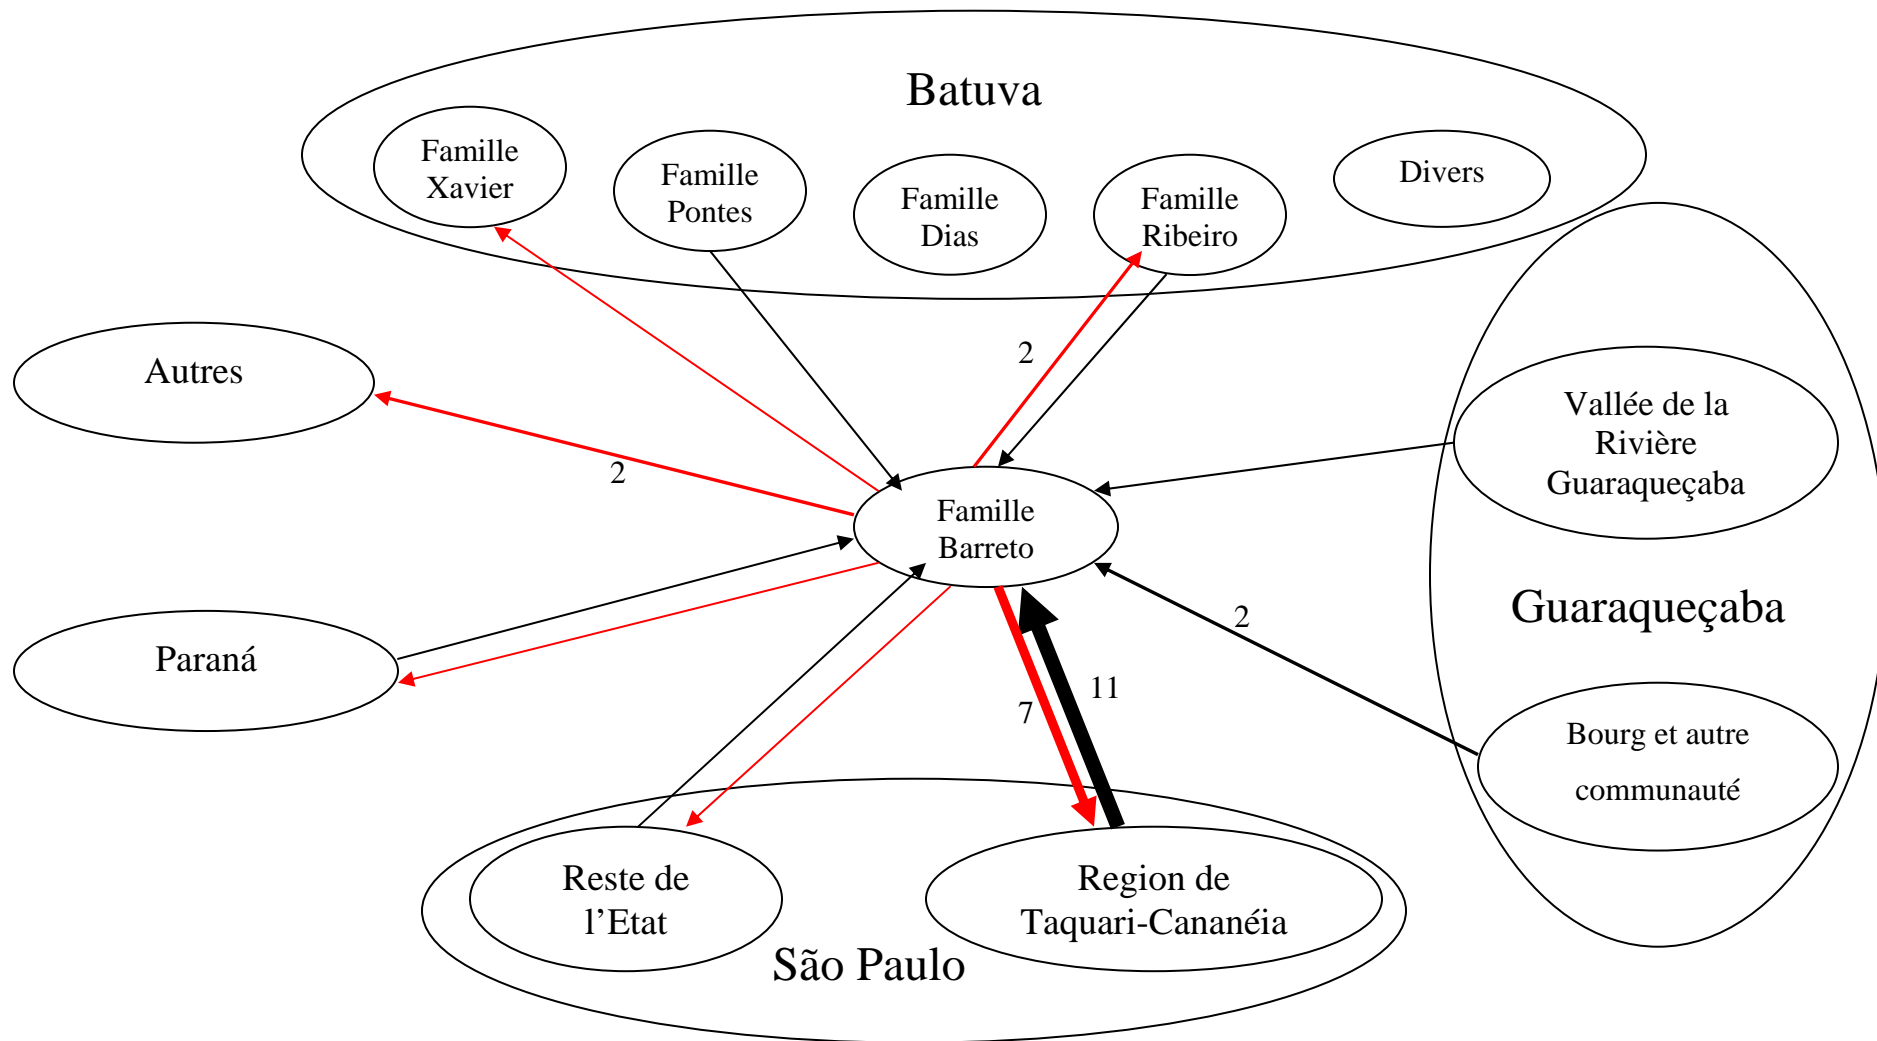 Batuva
Famille
Xavier
Famille
Pontes
Famille
Dias
Famille
Ribeiro
Divers
Autres
2
2
Vallée de la
Rivière
Guaraqueçaba
Famille
Barreto
Guaraqueçaba
2
Paraná
11
7
Bourg et autre
communauté
Reste de
l’Etat
Region de
Taquari-Cananéia
São Paulo